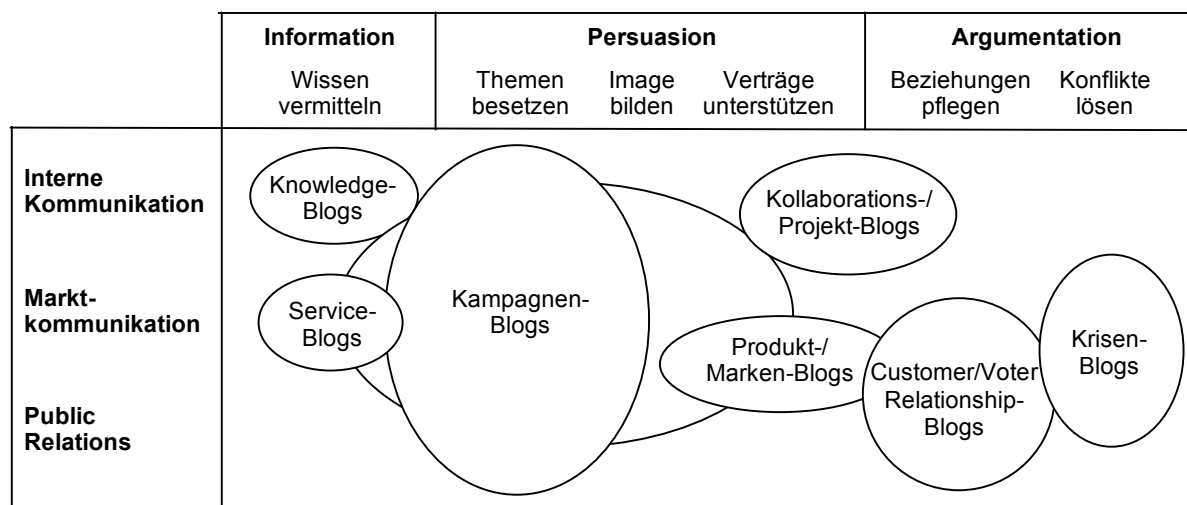 Information
Persuasion
Argumentation
Wissen
vermitteln
Themen
besetzen
Image
bilden
Verträge
unterstützen
Beziehungen
pflegen
Konflikte
lösen
Interne
Kommunikation
Knowledge-
Blogs
Kollaborations-/
Projekt-Blogs
Markt-
kommunikation
Service-
Blogs
Kampagnen-
Blogs
Produkt-/
Marken-Blogs
Customer/Voter
Relationship-
Blogs
Krisen-
Blogs
Public
Relations